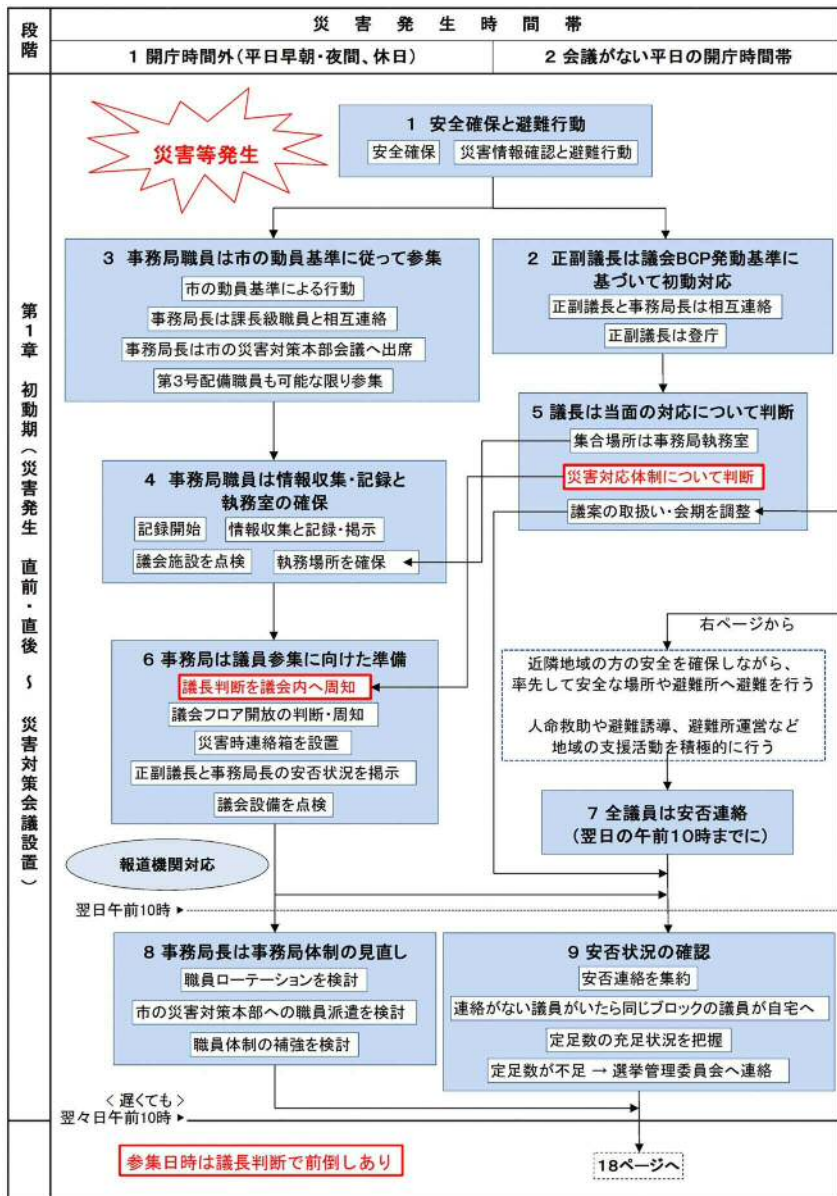 段階
災害発生時間帯
1 開庁時間外(平日早朝・夜間、休日)
2 会議がない平日の開庁時間帯
第1章 初動期(災害発生 直前・直後 ~ 災害対策会議設置)
災害等発生
1 安全確保と避難行動
安全確保
災害情報確認と避難行動
3 事務局職員は市の動員基準に従って参集
市の動員基準による行動
事務局長は課長級職員と相互連絡
事務局長は市の災害対策本部会議へ出席
第3号配備職員も可能な限り参集
2 正副議長は議会BCP発動基準に
基づいて初動対応
正副議長と事務局長は相互連絡
正副議長は登庁
5 議長は当面の対応について判断
集合場所は事務局執務室
災害対応体制について判断
議案の取扱い・会期を調整
4 事務局職員は情報収集・記録と
執務室の確保
記録開始
情報収集と記録・掲示
議会施設を点検
執務場所を確保
右ページから
近隣地域の方の安全を確保しながら、
率先して安全な場所や避難所へ避難を行う
人命救助や避難誘導、避難所運営など
地域の支援活動を積極的に行う
6 事務局は議員参集に向けた準備
議長判断を議会内へ周知
議会フロア開放の判断・周知
災害時連絡箱を設置
正副議長と事務局長の安否状況を掲示
議会設備を点検
7 全議員は安否連絡
(翌日の午前10時までに)
報道機関対応
翌日午前10時 ▶
8 事務局長は事務局体制の見直し
職員ローテーションを検討
市の災害対策本部への職員派遣を検討
職員体制の補強を検討
9 安否状況の確認
安否連絡を集約
連絡がない議員がいたら同じブロックの議員が自宅へ
定足数の充足状況を把握
定足数が不足 → 選挙管理委員会へ連絡
<遅くても>
翌々日午前10時 ▶
参集日時は議長判断で前倒しあり
18ページへ